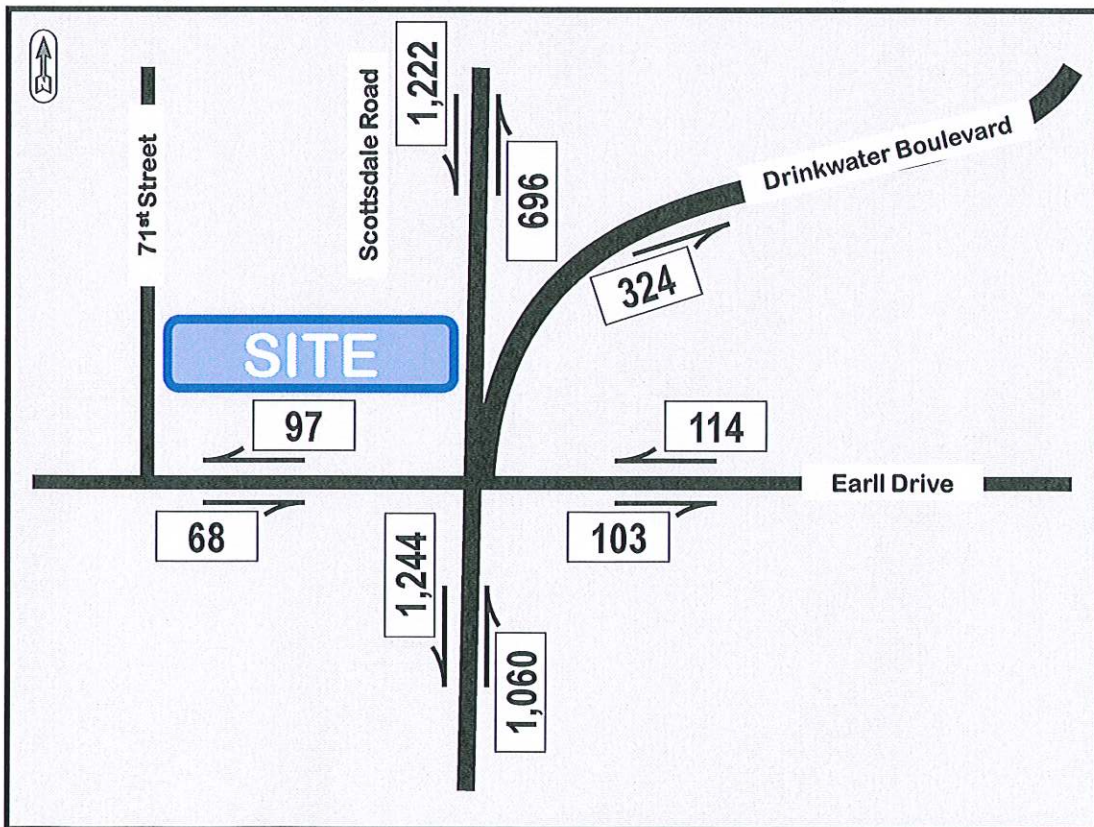 1,222
Scottsdale Road
71st Street
696
Drinkwater Boulevard
324
SITE
97
114
Earll Drive
68
103
1,244
1,060